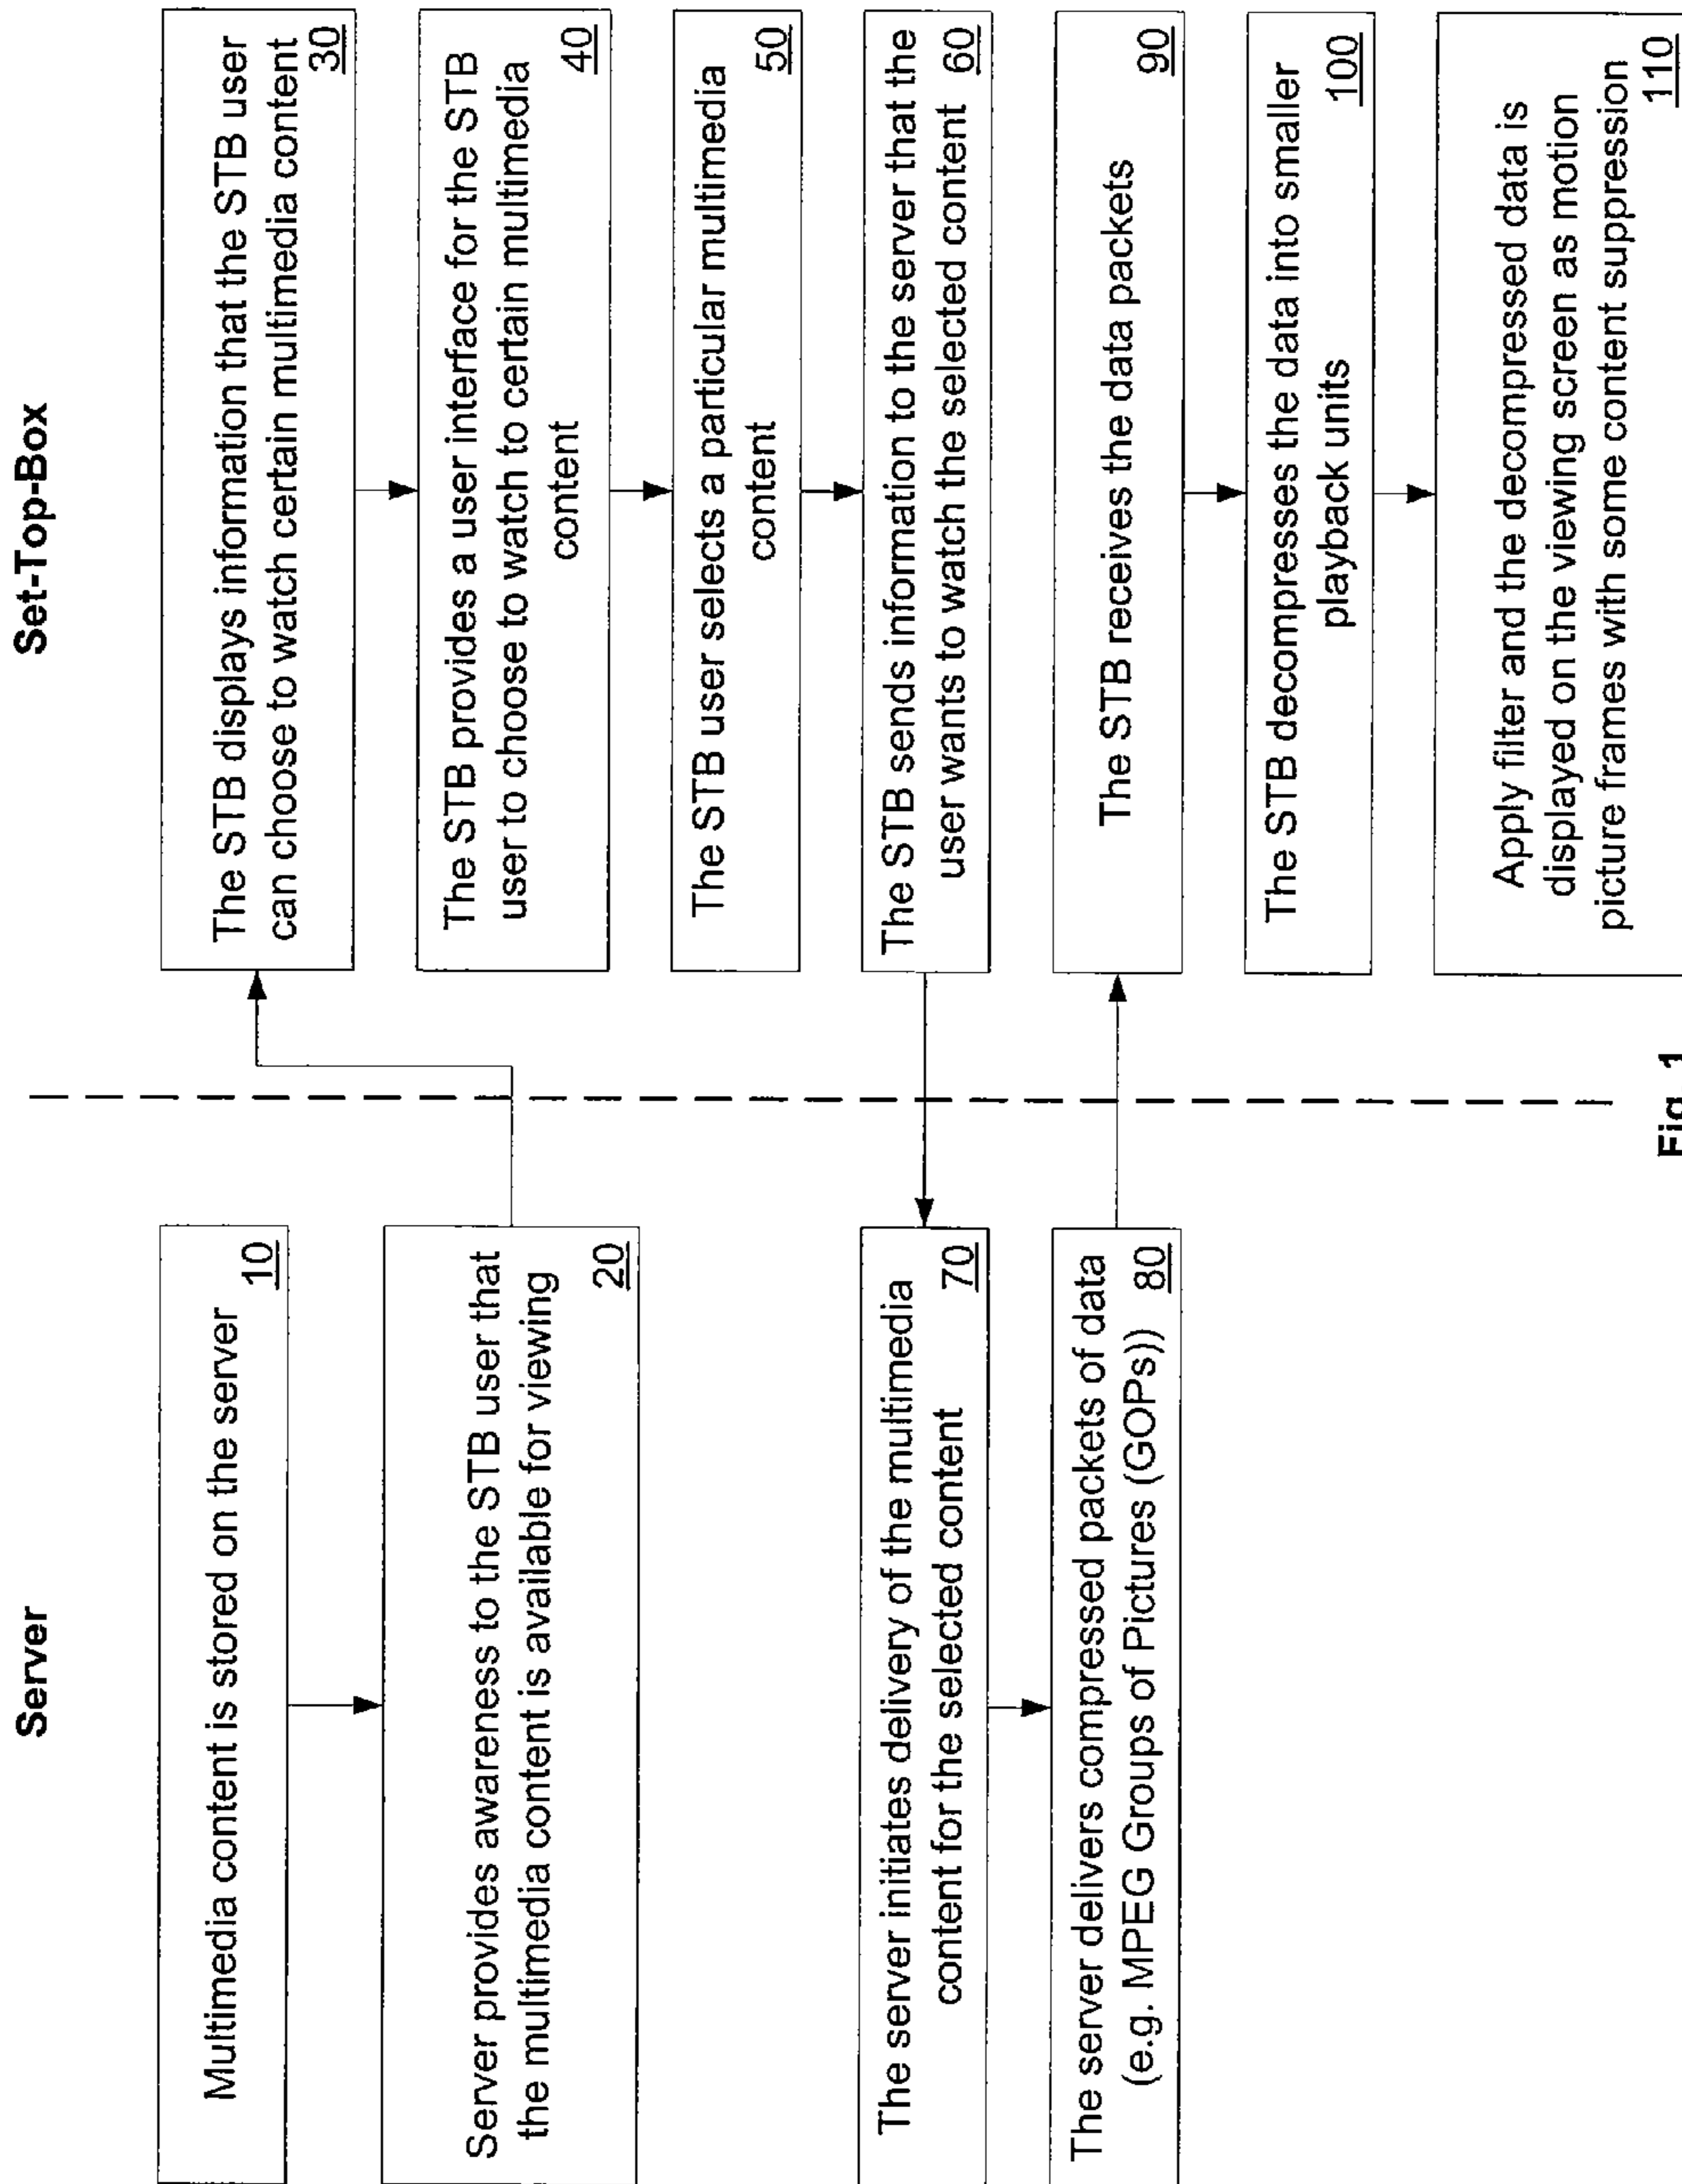 Server
Multimedia content is stored on the server
10
Server provides awareness to the STB user that
the multimedia content is available for viewing
20
The server initiates delivery of the multimedia
content for the selected content 70
The server delivers compressed packets of data
(e.g. MPEG Groups of Pictures (GOPs)) 80
Set-Top-Box
The STB displays information that the STB user
can choose to watch certain multimedia content
30
The STB provides a user interface for the STB
user to choose to watch to certain multimedia
content 40
The STB user selects a particular multimedia
content 50
The STB sends information to the server that the
user wants to watch the selected content 60
The STB receives the data packets 90
The STB decompresses the data into smaller
playback units 100
Apply filter and the decompressed data is
displayed on the viewing screen as motion
picture frames with some content suppression
110
Fig. 1